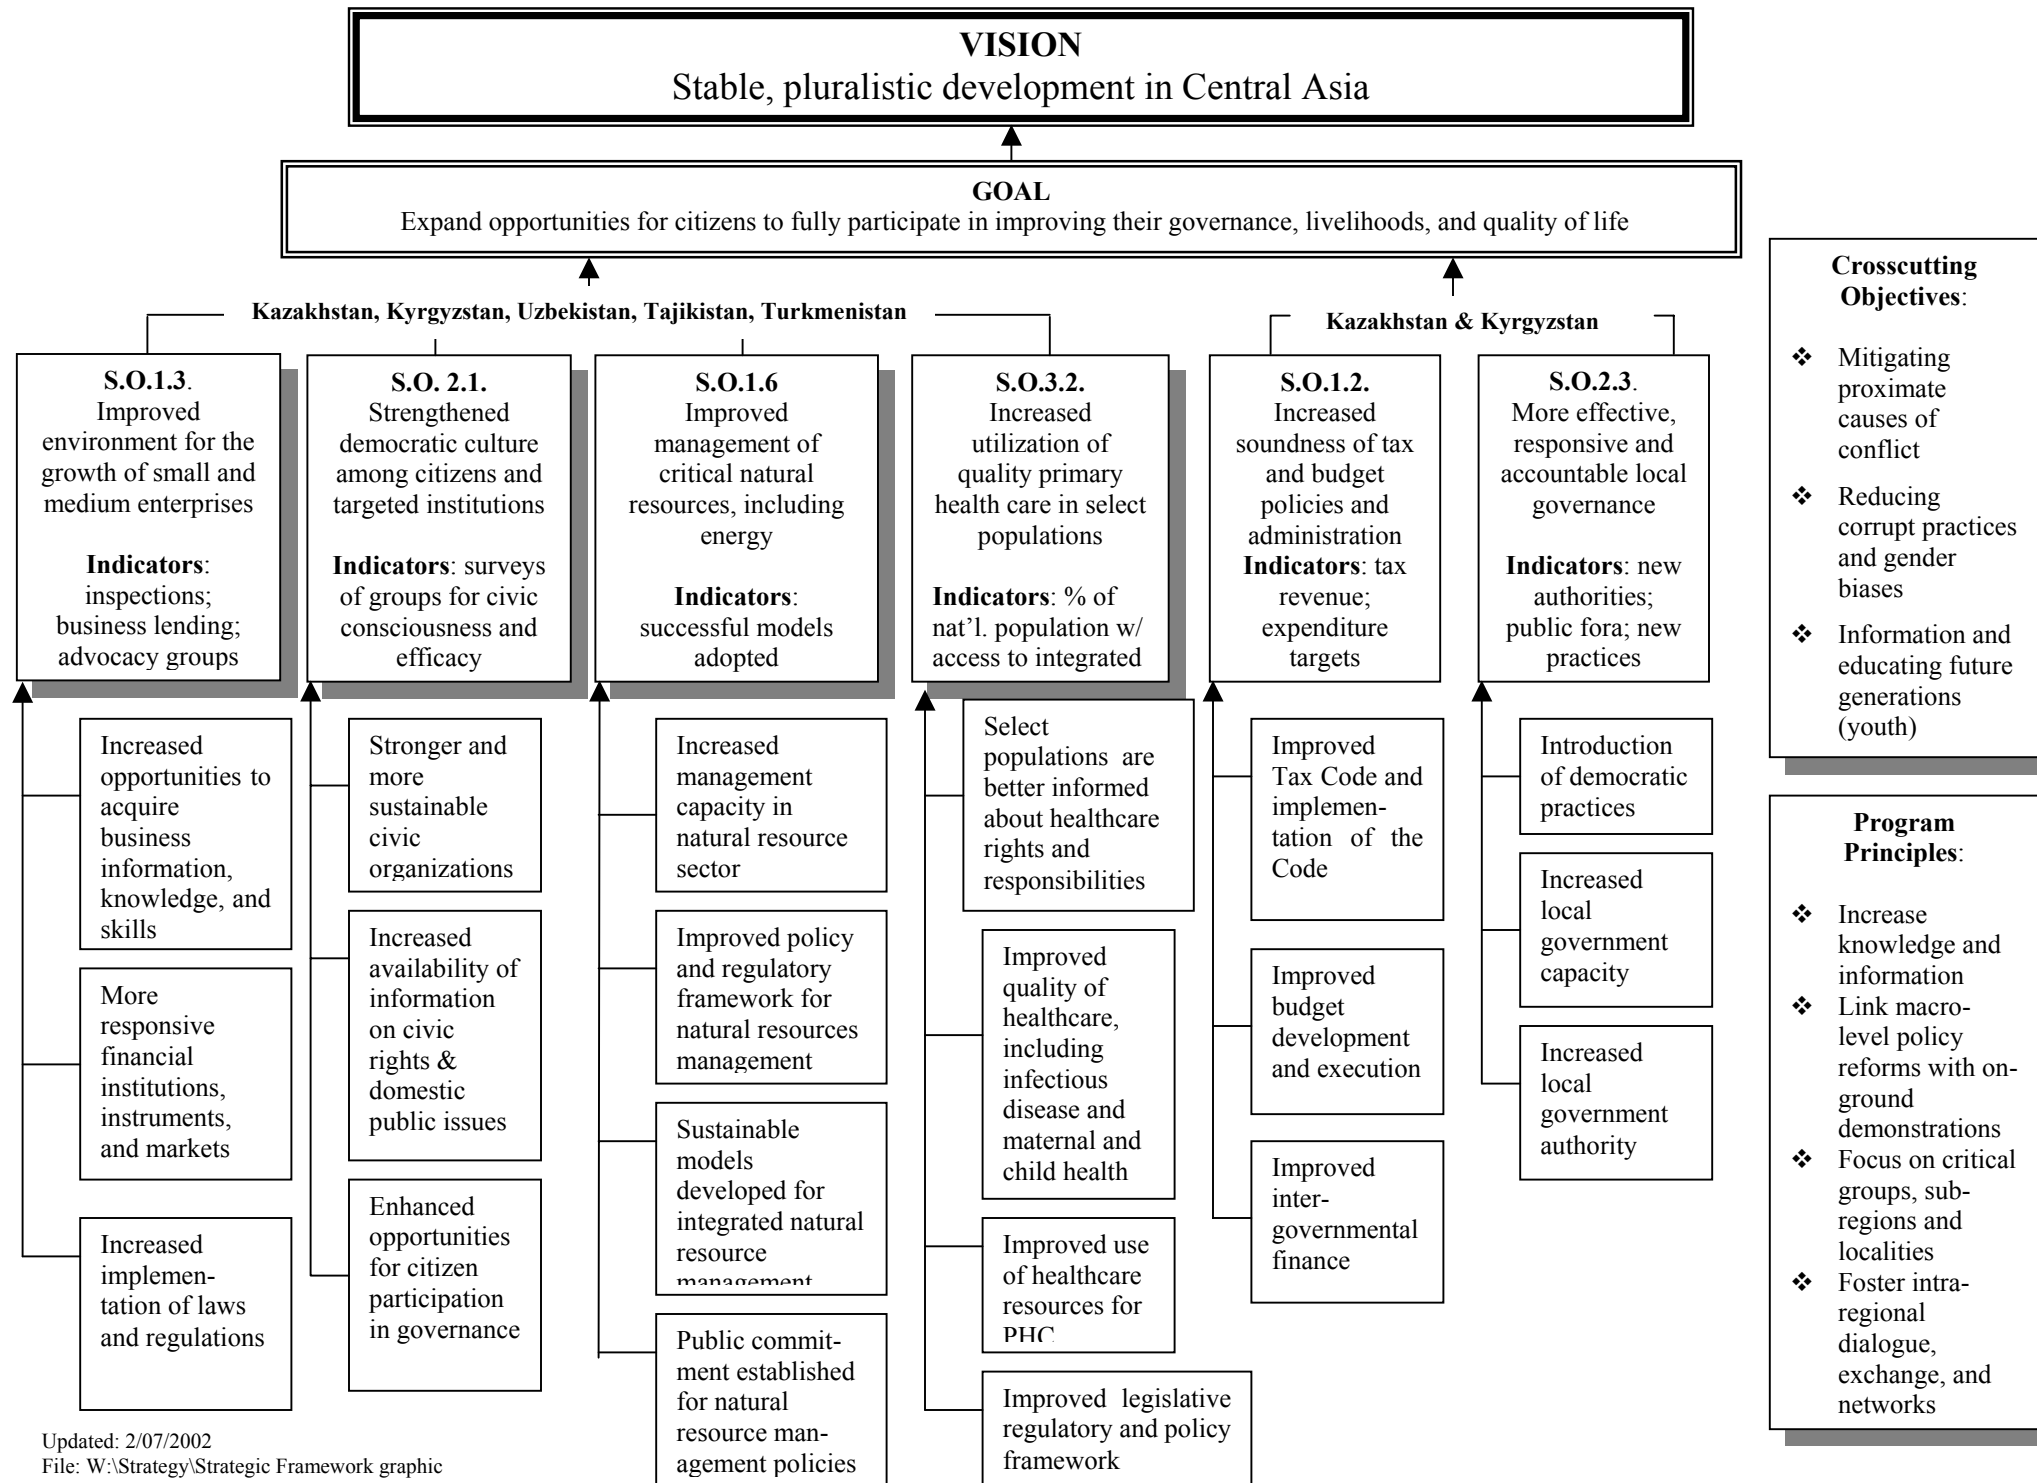 VISION
Stable, pluralistic development in Central Asia
GOAL
Expand opportunities for citizens to fully participate in improving their governance, livelihoods, and quality of life
Kazakhstan, Kyrgyzstan, Uzbekistan, Tajikistan, Turkmenistan
Kazakhstan & Kyrgyzstan
S.O.1.3.
Improved
environment for the
growth of small and
medium enterprises
Indicators:
inspections;
business lending;
advocacy groups
Increased
opportunities to
acquire
business
information,
knowledge, and
skills
More
responsive
financial
institutions,
instruments,
and markets
Increased
implemen-
tation of laws
and regulations
S.O. 2.1.
Strengthened
democratic culture
among citizens and
targeted institutions
Indicators: surveys
of groups for civic
consciousness and
efficacy
Stronger and
more
sustainable
civic
organizations
Increased
availability of
information
on civic
rights &
domestic
public issues
Enhanced
opportunities
for citizen
participation
in governance
S.O.1.6
Improved
management of
critical natural
resources, including
energy
Indicators:
successful models
adopted
Increased
management
capacity in
natural resource
sector
Improved policy
and regulatory
framework for
natural resources
management
Sustainable
models
developed for
integrated natural
resource
management
Public commit-
ment established
for natural
resource man-
agement policies
S.O.3.2.
Increased
utilization of
quality primary
health care in select
populations
Indicators: % of
nat’l. population w/
access to integrated
Select
populations are
better informed
about healthcare
rights and
responsibilities
Improved
quality of
healthcare,
including
infectious
disease and
maternal and
child health
Improved use
of healthcare
resources for
PHC
Improved legislative
regulatory and policy
framework
S.O.1.2.
Increased
soundness of tax
and budget
policies and
administration
Indicators: tax
revenue;
expenditure
targets
Improved
Tax Code and
implemen-
tation of the
Code
Improved
budget
development
and execution
Improved
inter-
governmental
finance
S.O.2.3.
More effective,
responsive and
accountable local
governance
Indicators: new
authorities;
public fora; new
practices
Introduction
of democratic
practices
Increased
local
government
capacity
Increased
local
government
authority
Crosscutting
Objectives:
❖ Mitigating
proximate
causes of
conflict
❖ Reducing
corrupt practices
and gender
biases
❖ Information and
educating future
generations
(youth)
Program
Principles:
❖ Increase
knowledge and
information
❖ Link macro-
level policy
reforms with on-
ground
demonstrations
❖ Focus on critical
groups, sub-
regions and
localities
❖ Foster intra-
regional
dialogue,
exchange, and
networks
Updated: 2/07/2002
File: W:\Strategy\Strategic Framework graphic